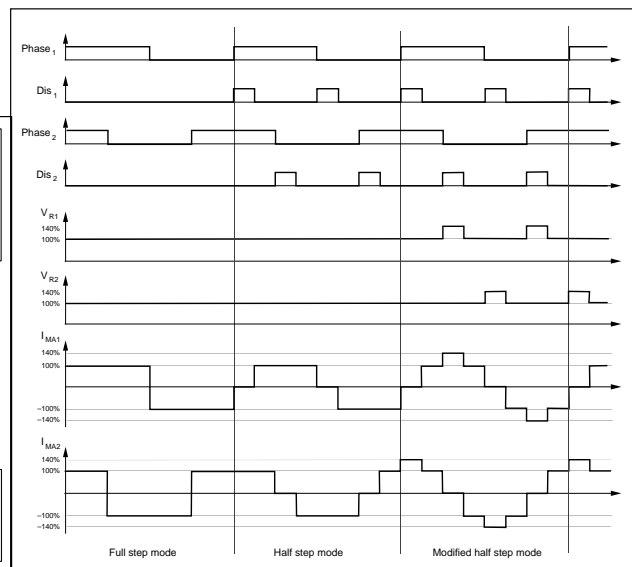 Phase 1
Dis 1
Phase 2
Dis 2
V R1
140%
100%
V R2
140%
100%
I MA1
140%
100%
–100%
–140%
I MA2
140%
100%
–100%
–140%
Full step mode Half step mode Modified half step mode